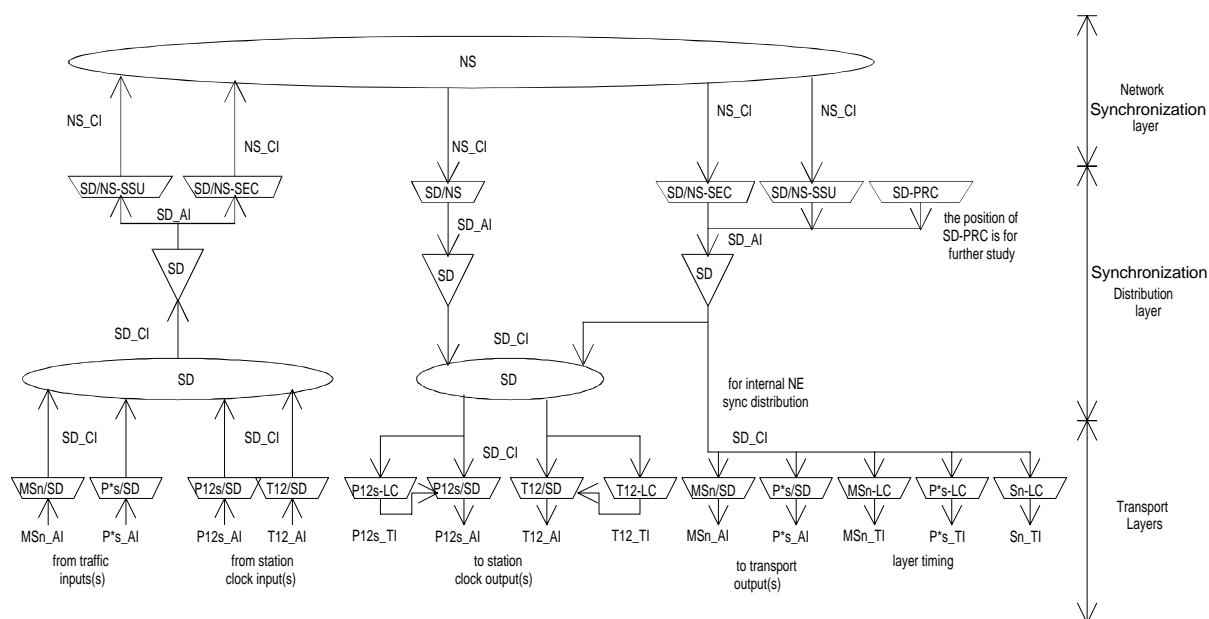 NS
Network
Synchronization
layer
NS_CI
NS_CI
NS_CI
NS_CI
NS_CI
SD/NS-SSU
SD/NS-SEC
SD/NS
SD/NS-SEC
SD/NS-SSU
SD-PRC
SD_AI
SD_AI
SD_AI
the position of
SD-PRC is for
further study
SD
SD
SD
Synchronization
Distribution
layer
SD_CI
SD_CI
SD
SD
for internal NE
sync distribution
SD_CI
SD_CI
SD_CI
SD_CI
MSn/SD
P*s/SD
P12s/SD
T12/SD
P12s-LC
P12s/SD
T12/SD
T12-LC
MSn/SD
P*s/SD
MSn-LC
P*s-LC
Sn-LC
Transport
Layers
MSn_AI
P*s_AI
P12s_AI
T12_AI
P12s_TI
P12s_AI
T12_AI
T12_TI
MSn_AI
P*s_AI
MSn_TI
P*s_TI
Sn_TI
from traffic
inputs(s)
from station
clock input(s)
to station
clock output(s)
to transport
output(s)
layer timing